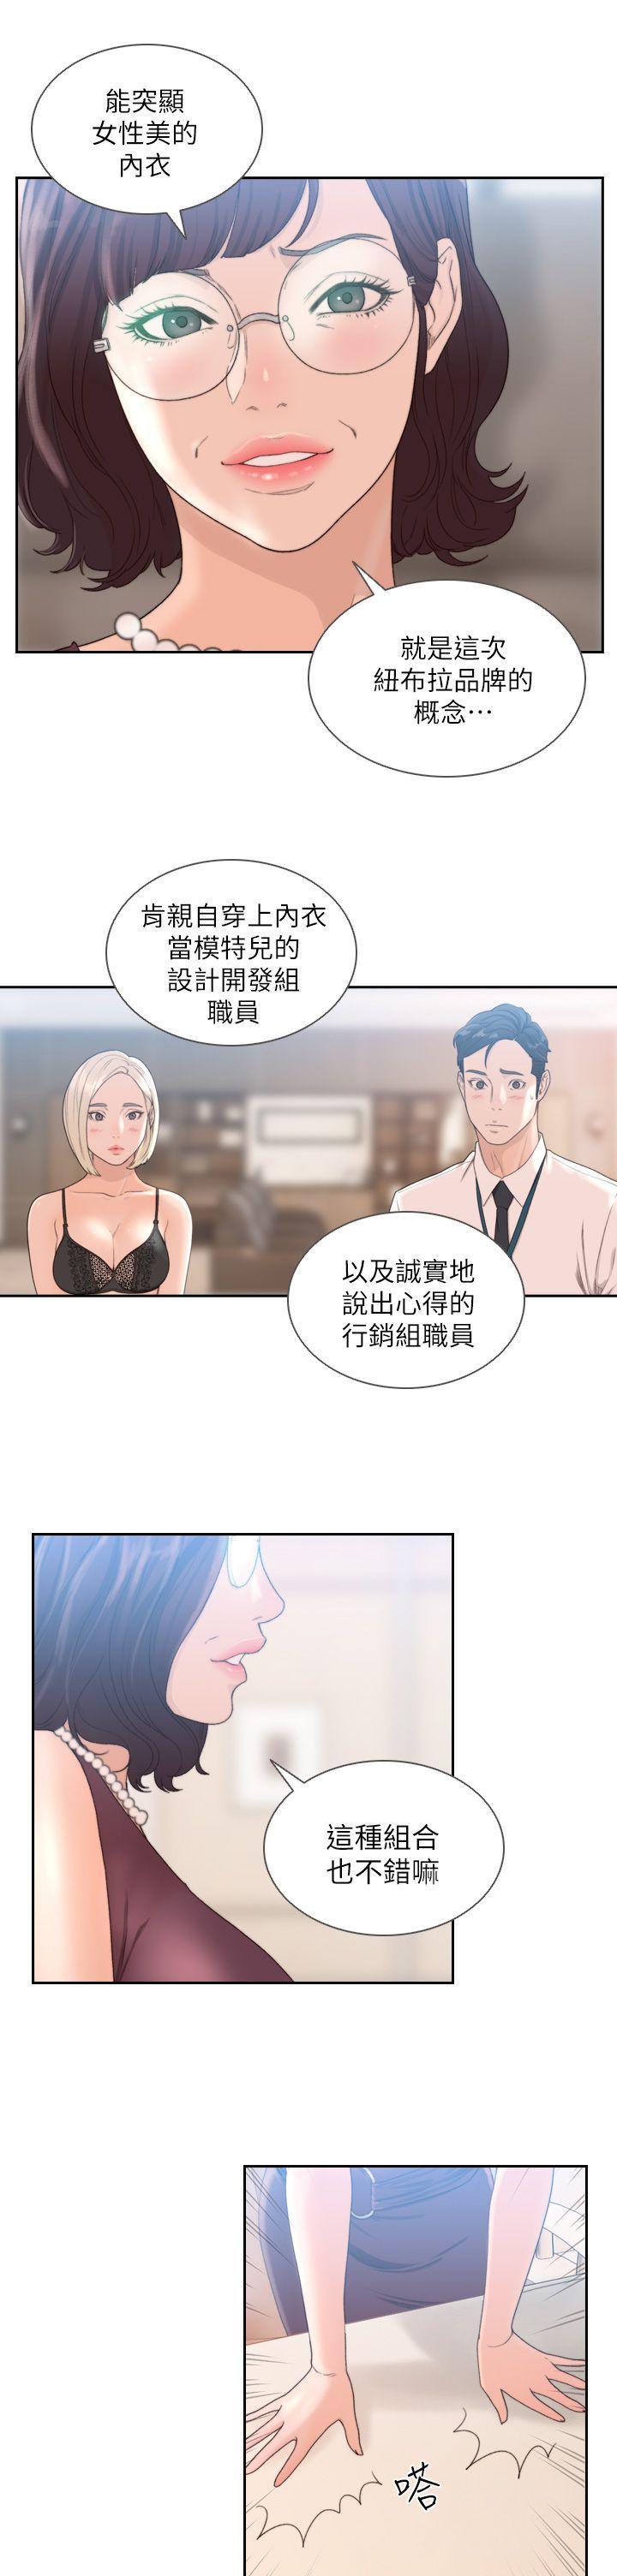 能突顯
女性美的
內衣
就是這次
紐布拉品牌的
概念⋯
肯親自穿上內衣
當模特兒的
設計開發組
職員
以及誠實地
說出心得的
行銷組職員
這種組合
也不錯嘛
嗒